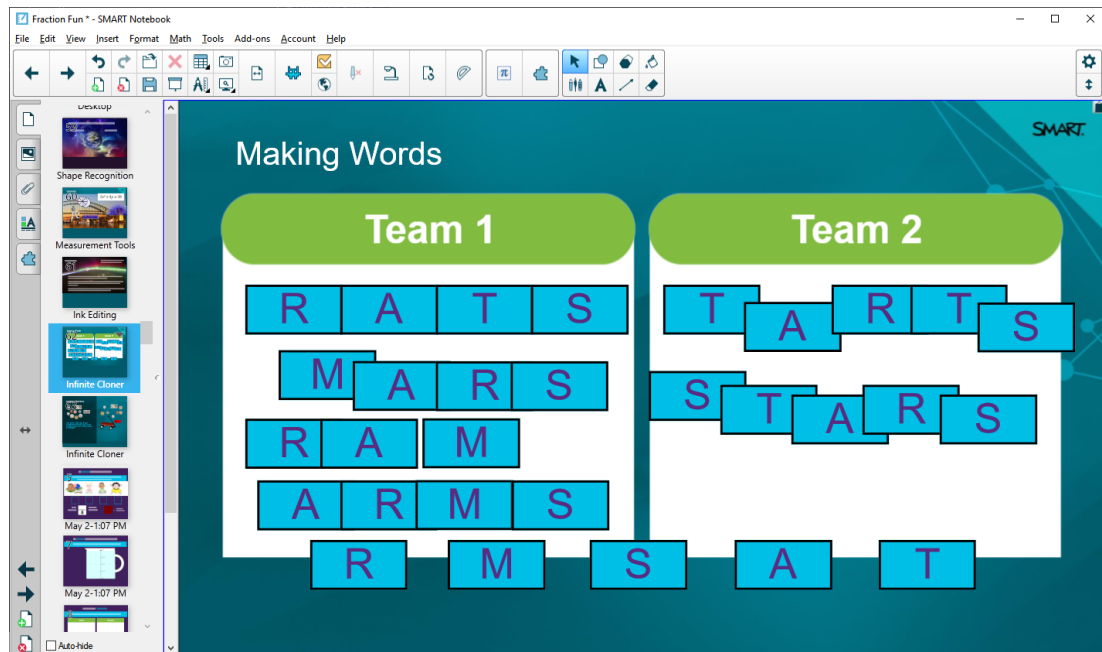 Fraction Fun * - SMART Notebook
File Edit View Insert Format Math Tools Add-ons Account Help
π
A
Desktop
Shape Recognition
Measurement Tools
Ink Editing
Infinite Cloner
Infinite Cloner
May 2-1:07 PM
May 2-1:07 PM
Auto-hide
SMART
Making Words
Team 1
R A T S
M A R S
R A M
A R M S
Team 2
T A R T S
S T A R S
R M S A T